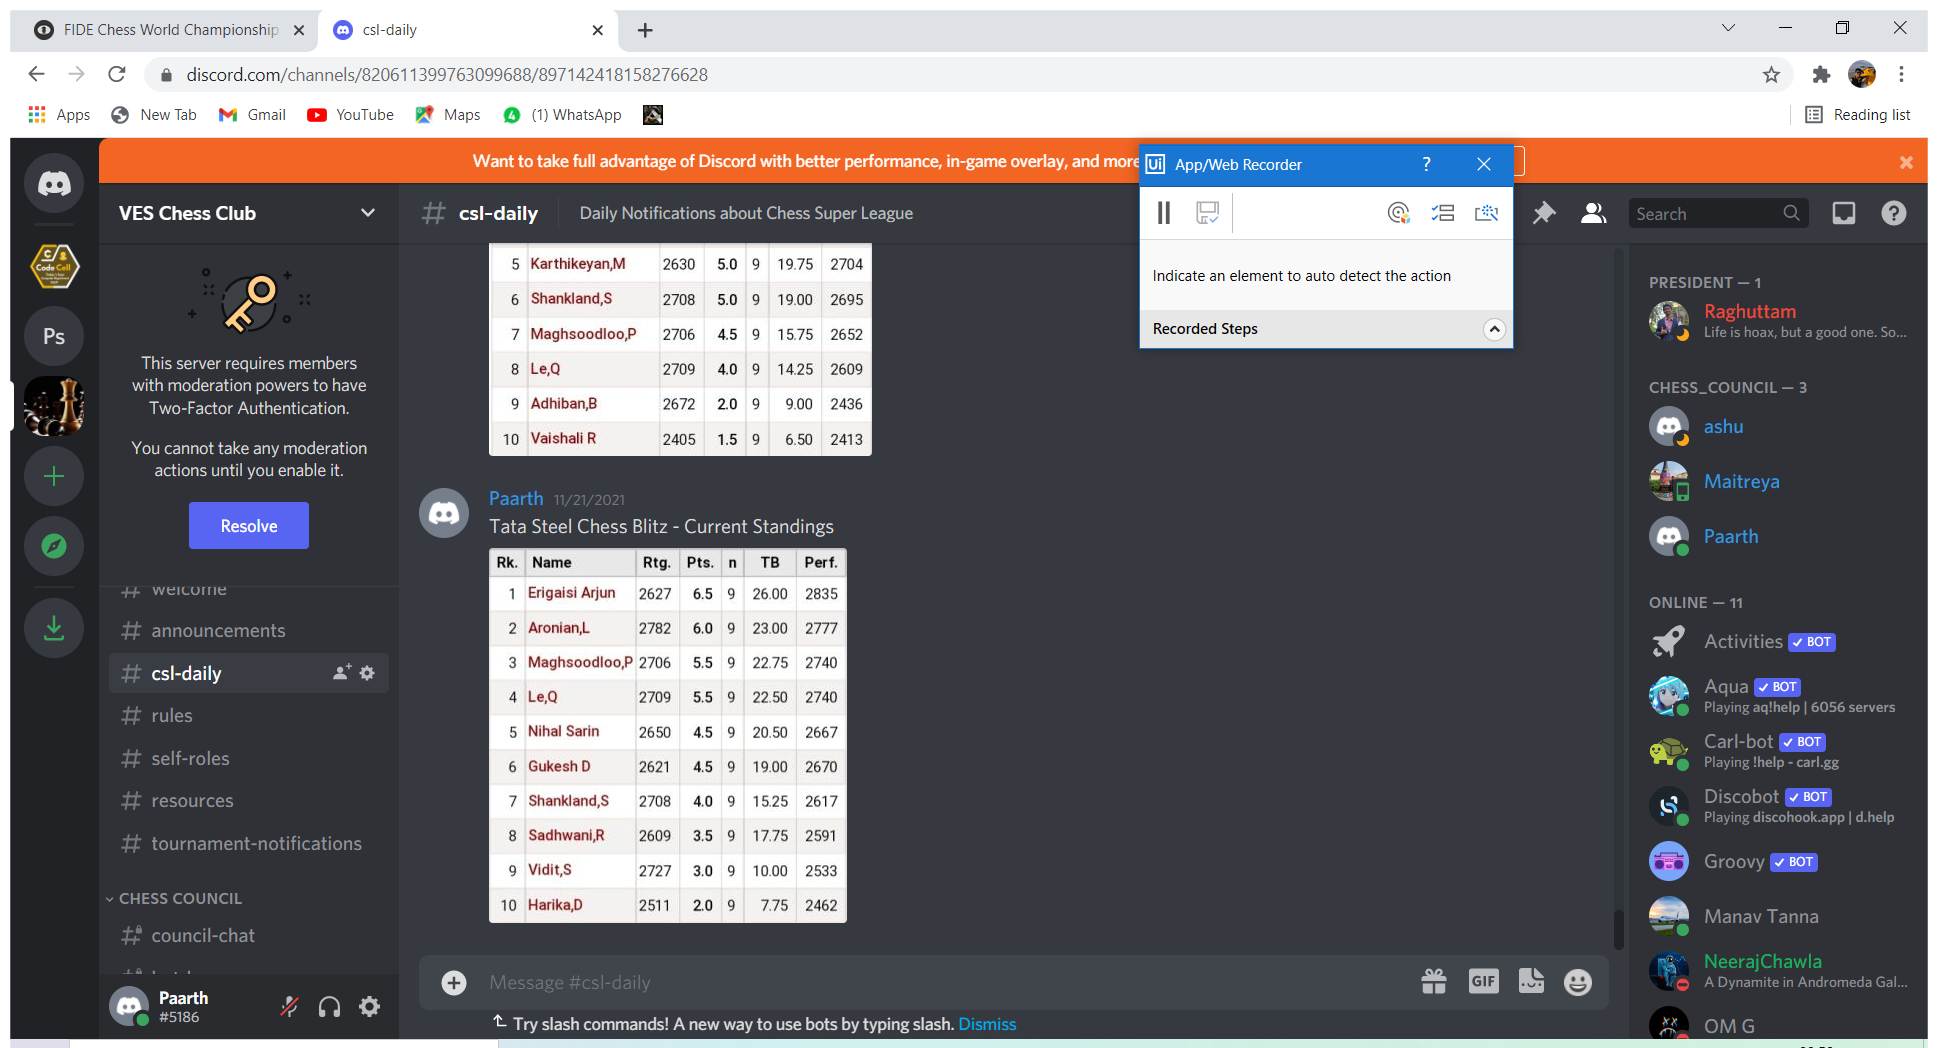 FIDE Chess World Championship
csl-daily
discord.com/channels/820611399763099688/897142418158276628
Apps
New Tab
Gmail
YouTube
Maps
4
(1) WhatsApp
Reading list
Want to take full advantage of Discord with better performance, in-game overlay, and more
Ui App/Web Recorder ?
Indicate an element to auto detect the action
Recorded Steps
VES Chess Club
csl-daily
Daily Notifications about Chess Super League
Search
Code Cell
Ps
This server requires members
with moderation powers to have
Two-Factor Authentication.
You cannot take any moderation
actions until you enable it.
Resolve
welcome
announcements
csl-daily
rules
self-roles
resources
tournament-notifications
CHESS COUNCIL
council-chat
Paarth
#5186
5 Karthikeyan,M 2630 5.0 9 19.75 2704
6 Shankland,S 2708 5.0 9 19.00 2695
7 Maghsoodloo,P 2706 4.5 9 15.75 2652
8 Le,Q 2709 4.0 9 14.25 2609
9 Adhiban,B 2672 2.0 9 9.00 2436
10 Vaishali R 2405 1.5 9 6.50 2413
Paarth 11/21/2021
Tata Steel Chess Blitz - Current Standings
Rk. Name Rtg. Pts. n TB Perf.
1 Erigaisi Arjun 2627 6.5 9 26.00 2835
2 Aronian,L 2782 6.0 9 23.00 2777
3 Maghsoodloo,P 2706 5.5 9 22.75 2740
4 Le,Q 2709 5.5 9 22.50 2740
5 Nihal Sarin 2650 4.5 9 20.50 2667
6 Gukesh D 2621 4.5 9 19.00 2670
7 Shankland,S 2708 4.0 9 15.25 2617
8 Sadhwani,R 2609 3.5 9 17.75 2591
9 Vidit,S 2727 3.0 9 10.00 2533
10 Harika,D 2511 2.0 9 7.75 2462
Message #csl-daily
GIF
Try slash commands! A new way to use bots by typing slash. Dismiss
PRESIDENT — 1
Raghuttam
Life is hoax, but a good one. So...
CHESS_COUNCIL — 3
ashu
Maitreya
Paarth
ONLINE — 11
Activities BOT
Aqua BOT
Playing aq!help | 6056 servers
Carl-bot BOT
Playing !help - carl.gg
Discobot BOT
Playing discohook.app | d.help
Groovy BOT
Manav Tanna
NeerajChawla
A Dynamite in Andromeda Gal...
OM G